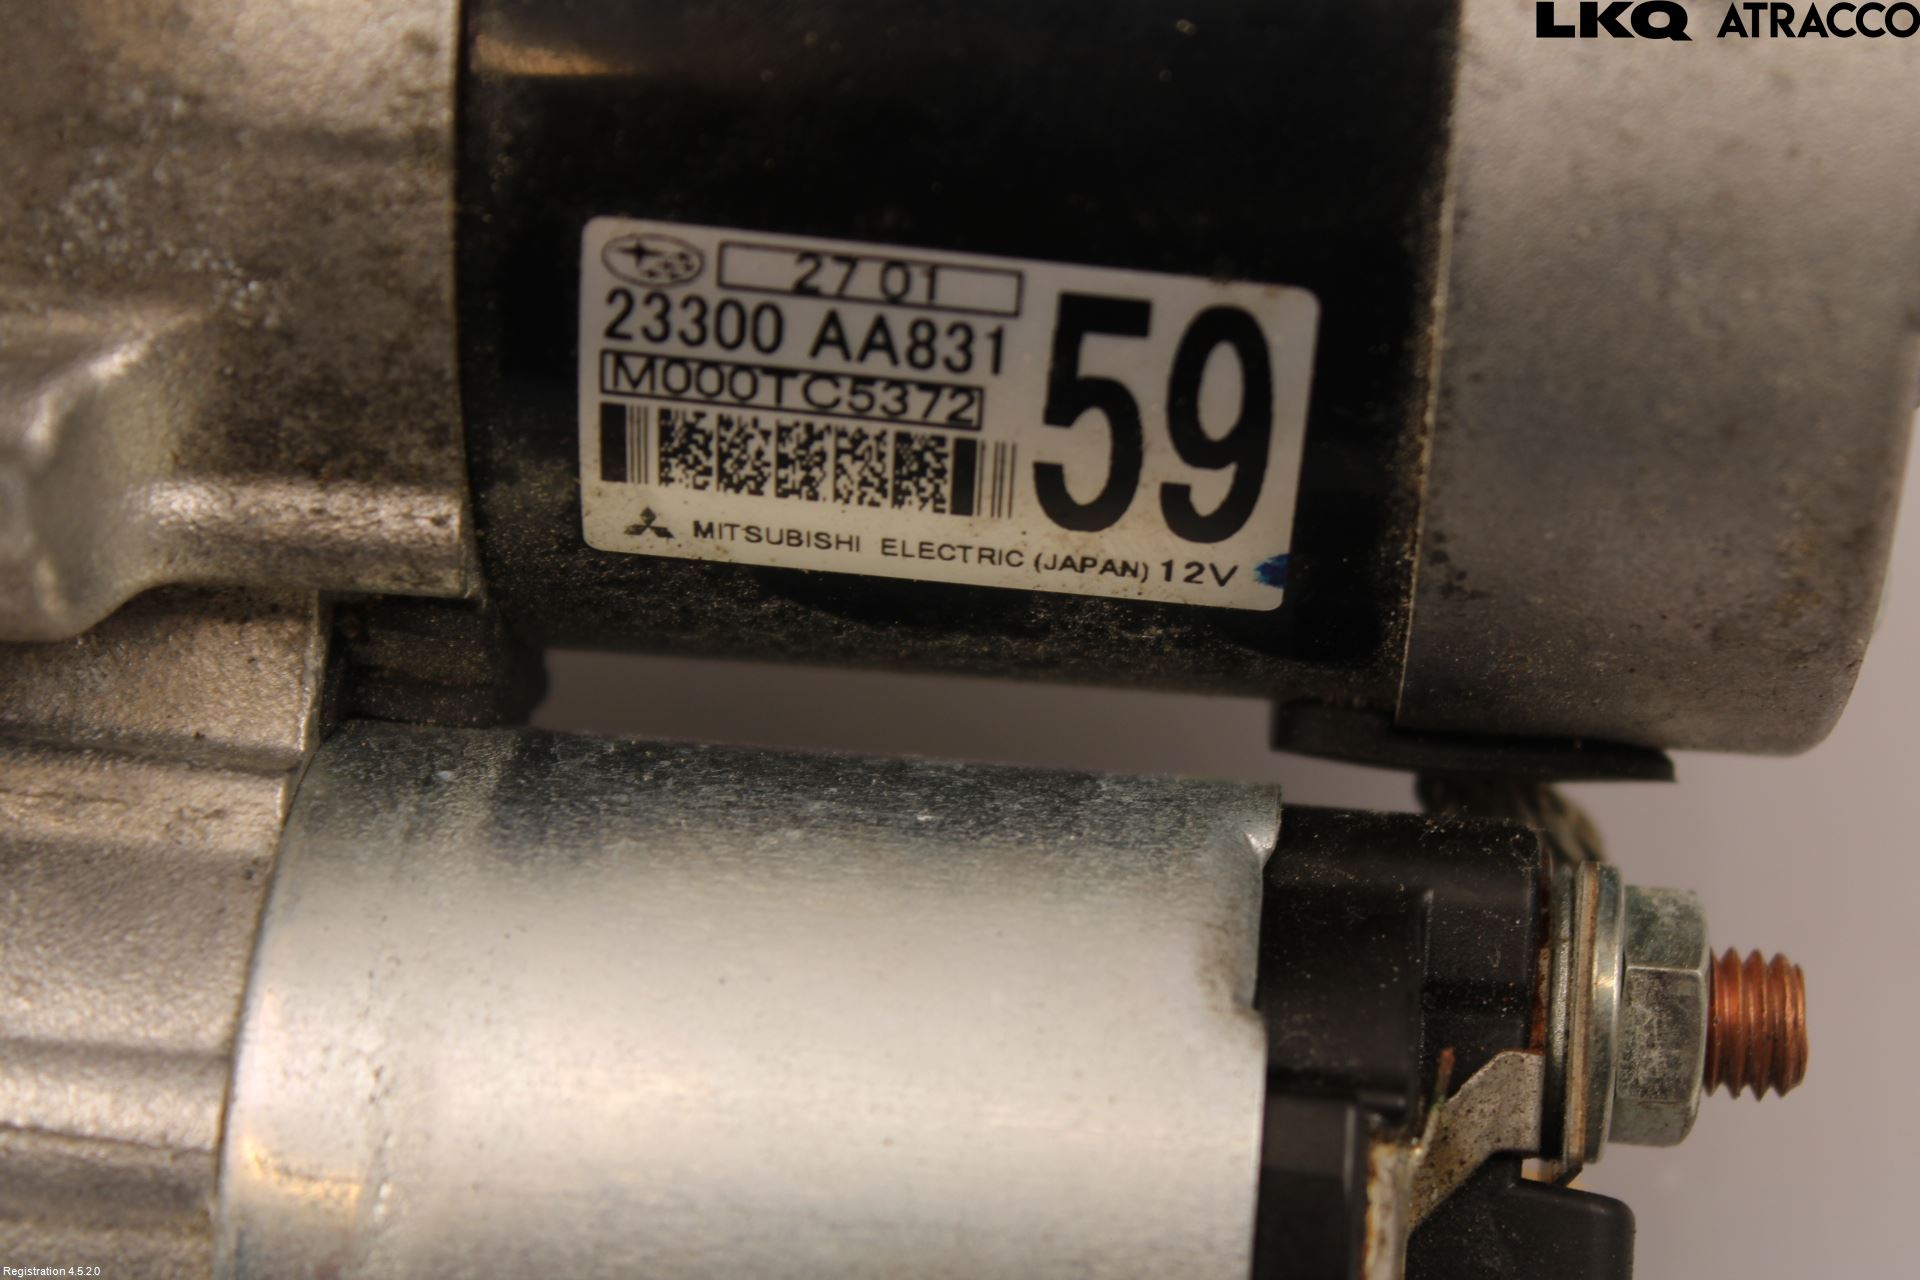 LKQ ATRACCO
27 01
23300 AA831
M000TC5372
59
MITSUBISHI ELECTRIC (JAPAN) 12V
Registration 4.5.2.0